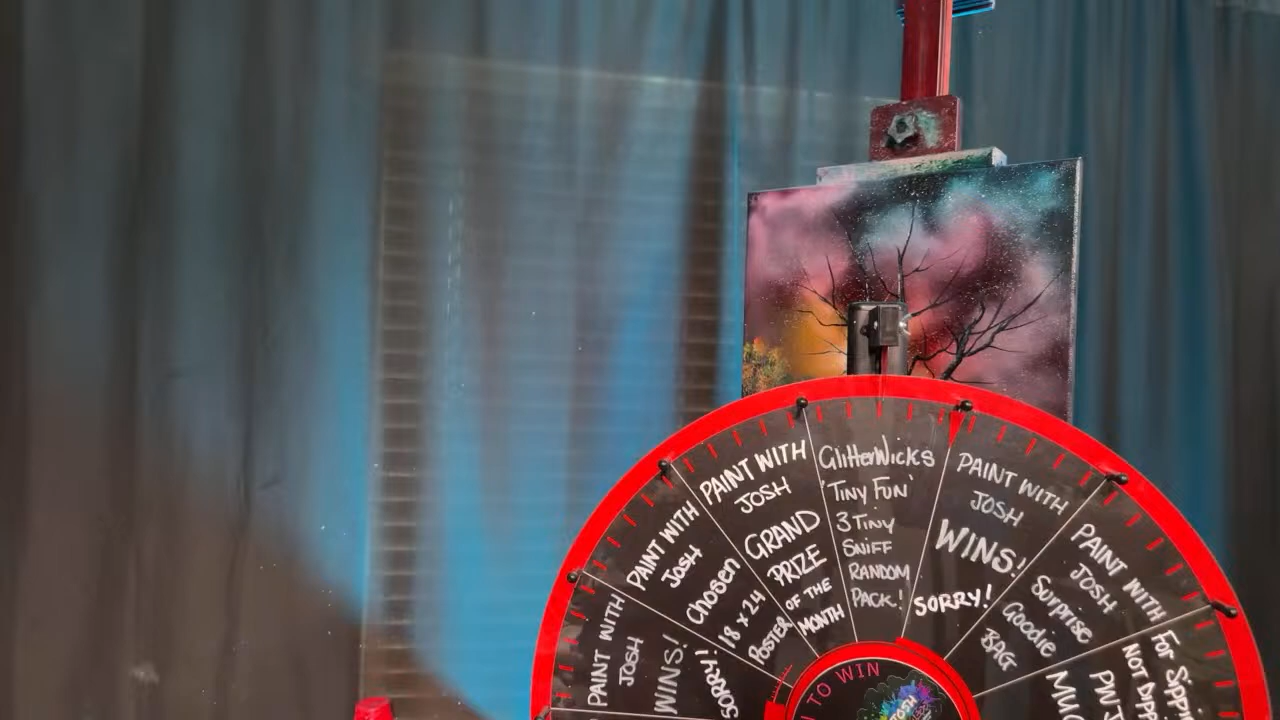 PAINT WITH
JOSH
WINS!
SORRY!
PAINT WITH
JOSH
Chosen
18 x 24
POSTER
PAINT WITH
JOSH
GRAND
PRIZE
OF THE
MONTH
GlitterWicks
'TINY FUN'
3 TINY
SNIFF
RANDOM
PACK!
PAINT WITH
JOSH
WINS!
SORRY!
PAINT WITH
JOSH
Surprise
Goodie
BAG
NOT
TO WIN
JOSH